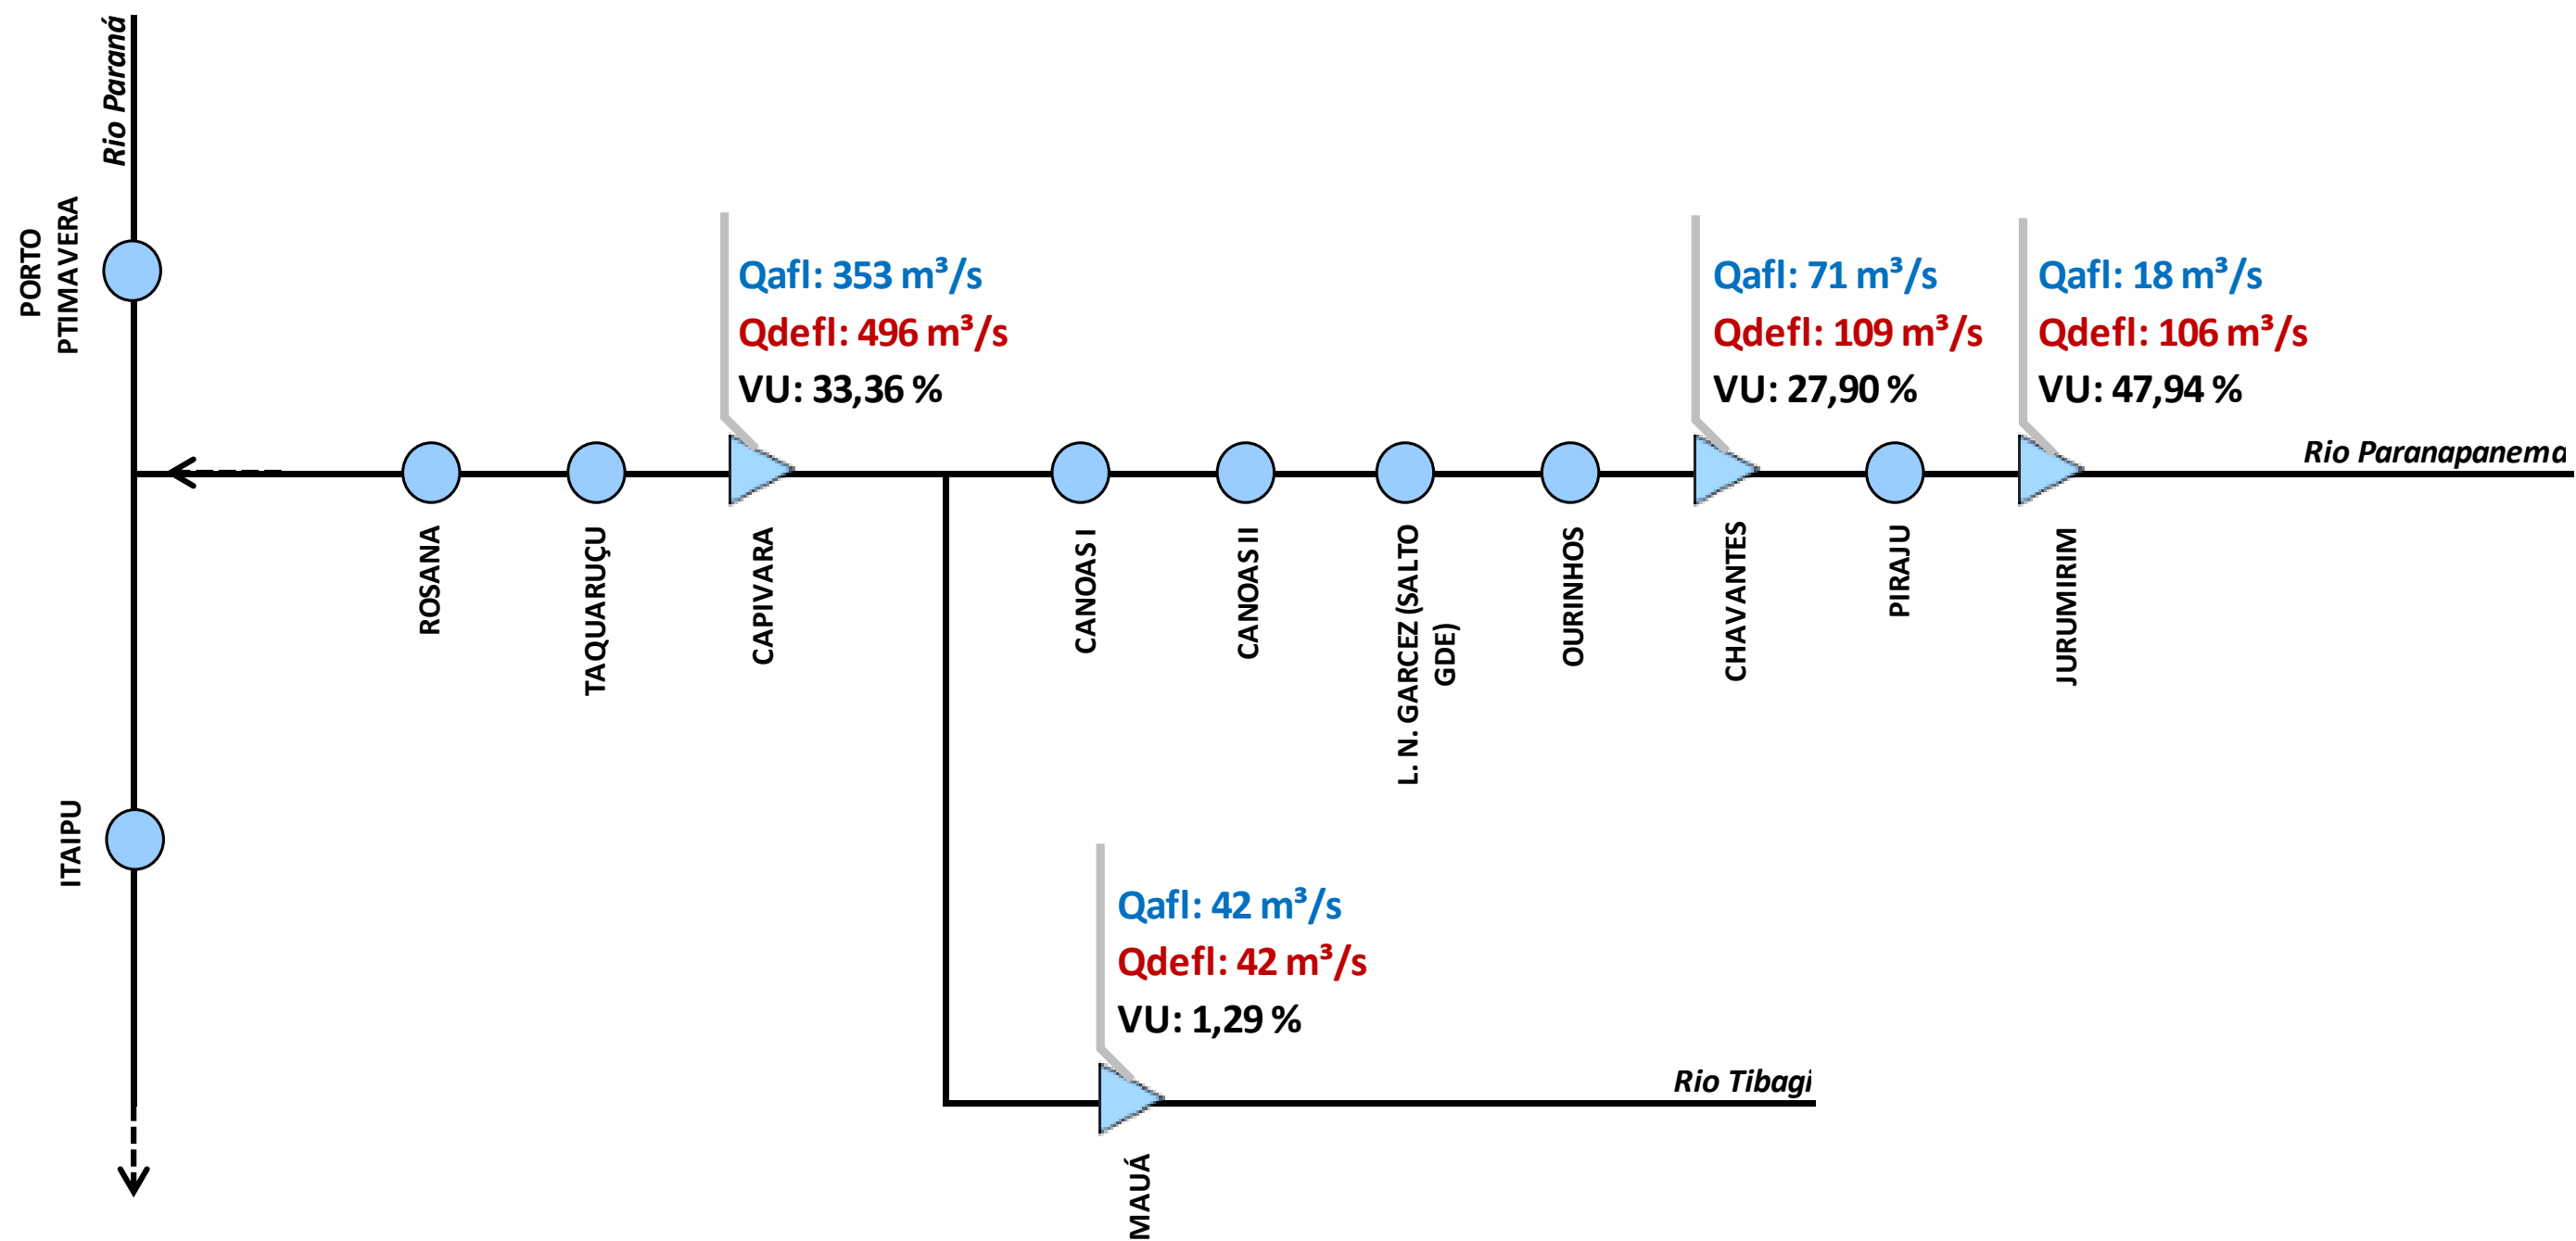 Rio Paraná
PORTO
PTIMAVERA
Qafl: 353 m³/s
Qdefl: 496 m³/s
VU: 33,36 %
Qafl: 71 m³/s
Qdefl: 109 m³/s
VU: 27,90 %
Qafl: 18 m³/s
Qdefl: 106 m³/s
VU: 47,94 %
Rio Paranapanema
ROSANA
TAQUARUÇU
CAPIVARA
CANOAS I
CANOAS II
L. N. GARCEZ (SALTO
GDE)
OURINHOS
CHAVANTES
PIRAJU
JURUMIRIM
ITAIPU
Qafl: 42 m³/s
Qdefl: 42 m³/s
VU: 1,29 %
Rio Tibagi
MAUÁ